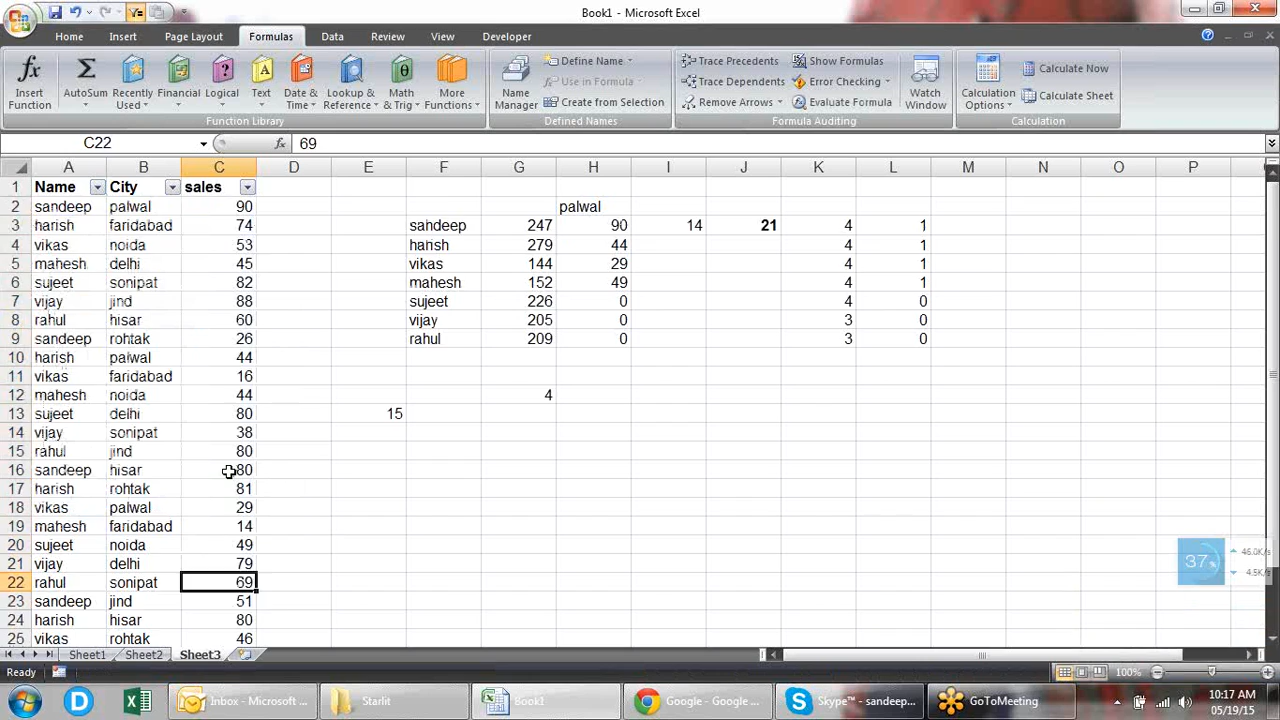 Book1 - Microsoft Excel
Home Insert Page Layout Formulas Data Review View Developer
Insert Function
AutoSum
Recently Used
Financial
Logical
Text
Date & Time
Lookup & Reference
Math & Trig
More Functions
Function Library
Name Manager
Define Name
Use in Formula
Create from Selection
Defined Names
Trace Precedents
Trace Dependents
Remove Arrows
Show Formulas
Error Checking
Evaluate Formula
Formula Auditing
Watch Window
Calculation Options
Calculate Now
Calculate Sheet
Calculation
C22 fx 69
A B C D E F G H I J K L M N O P
1 Name City sales
2 sandeep palwal 90 palwal
3 harish faridabad 74 sandeep 247 90 14 21 4 1
4 vikas noida 53 harish 279 44 4 1
5 mahesh delhi 45 vikas 144 29 4 1
6 sujeet sonipat 82 mahesh 152 49 4 1
7 vijay jind 88 sujeet 226 0 4 0
8 rahul hisar 60 vijay 205 0 3 0
9 sandeep rohtak 26 rahul 209 0 3 0
10 harish palwal 44
11 vikas faridabad 16
12 mahesh noida 44 4
13 sujeet delhi 80 15
14 vijay sonipat 38
15 rahul jind 80
16 sandeep hisar 80
17 harish rohtak 81
18 vikas palwal 29
19 mahesh faridabad 14
20 sujeet noida 49
21 vijay delhi 79
22 rahul sonipat 69
23 sandeep jind 51
24 harish hisar 80
25 vikas rohtak 46
37%
46.0K/s
4.5K/s
Sheet1 Sheet2 Sheet3
Ready 100%
Inbox - Microsoft ... Starlit Book1 Google - Google ... Skype™ - sandeep... GoToMeeting
10:17 AM
05/19/15